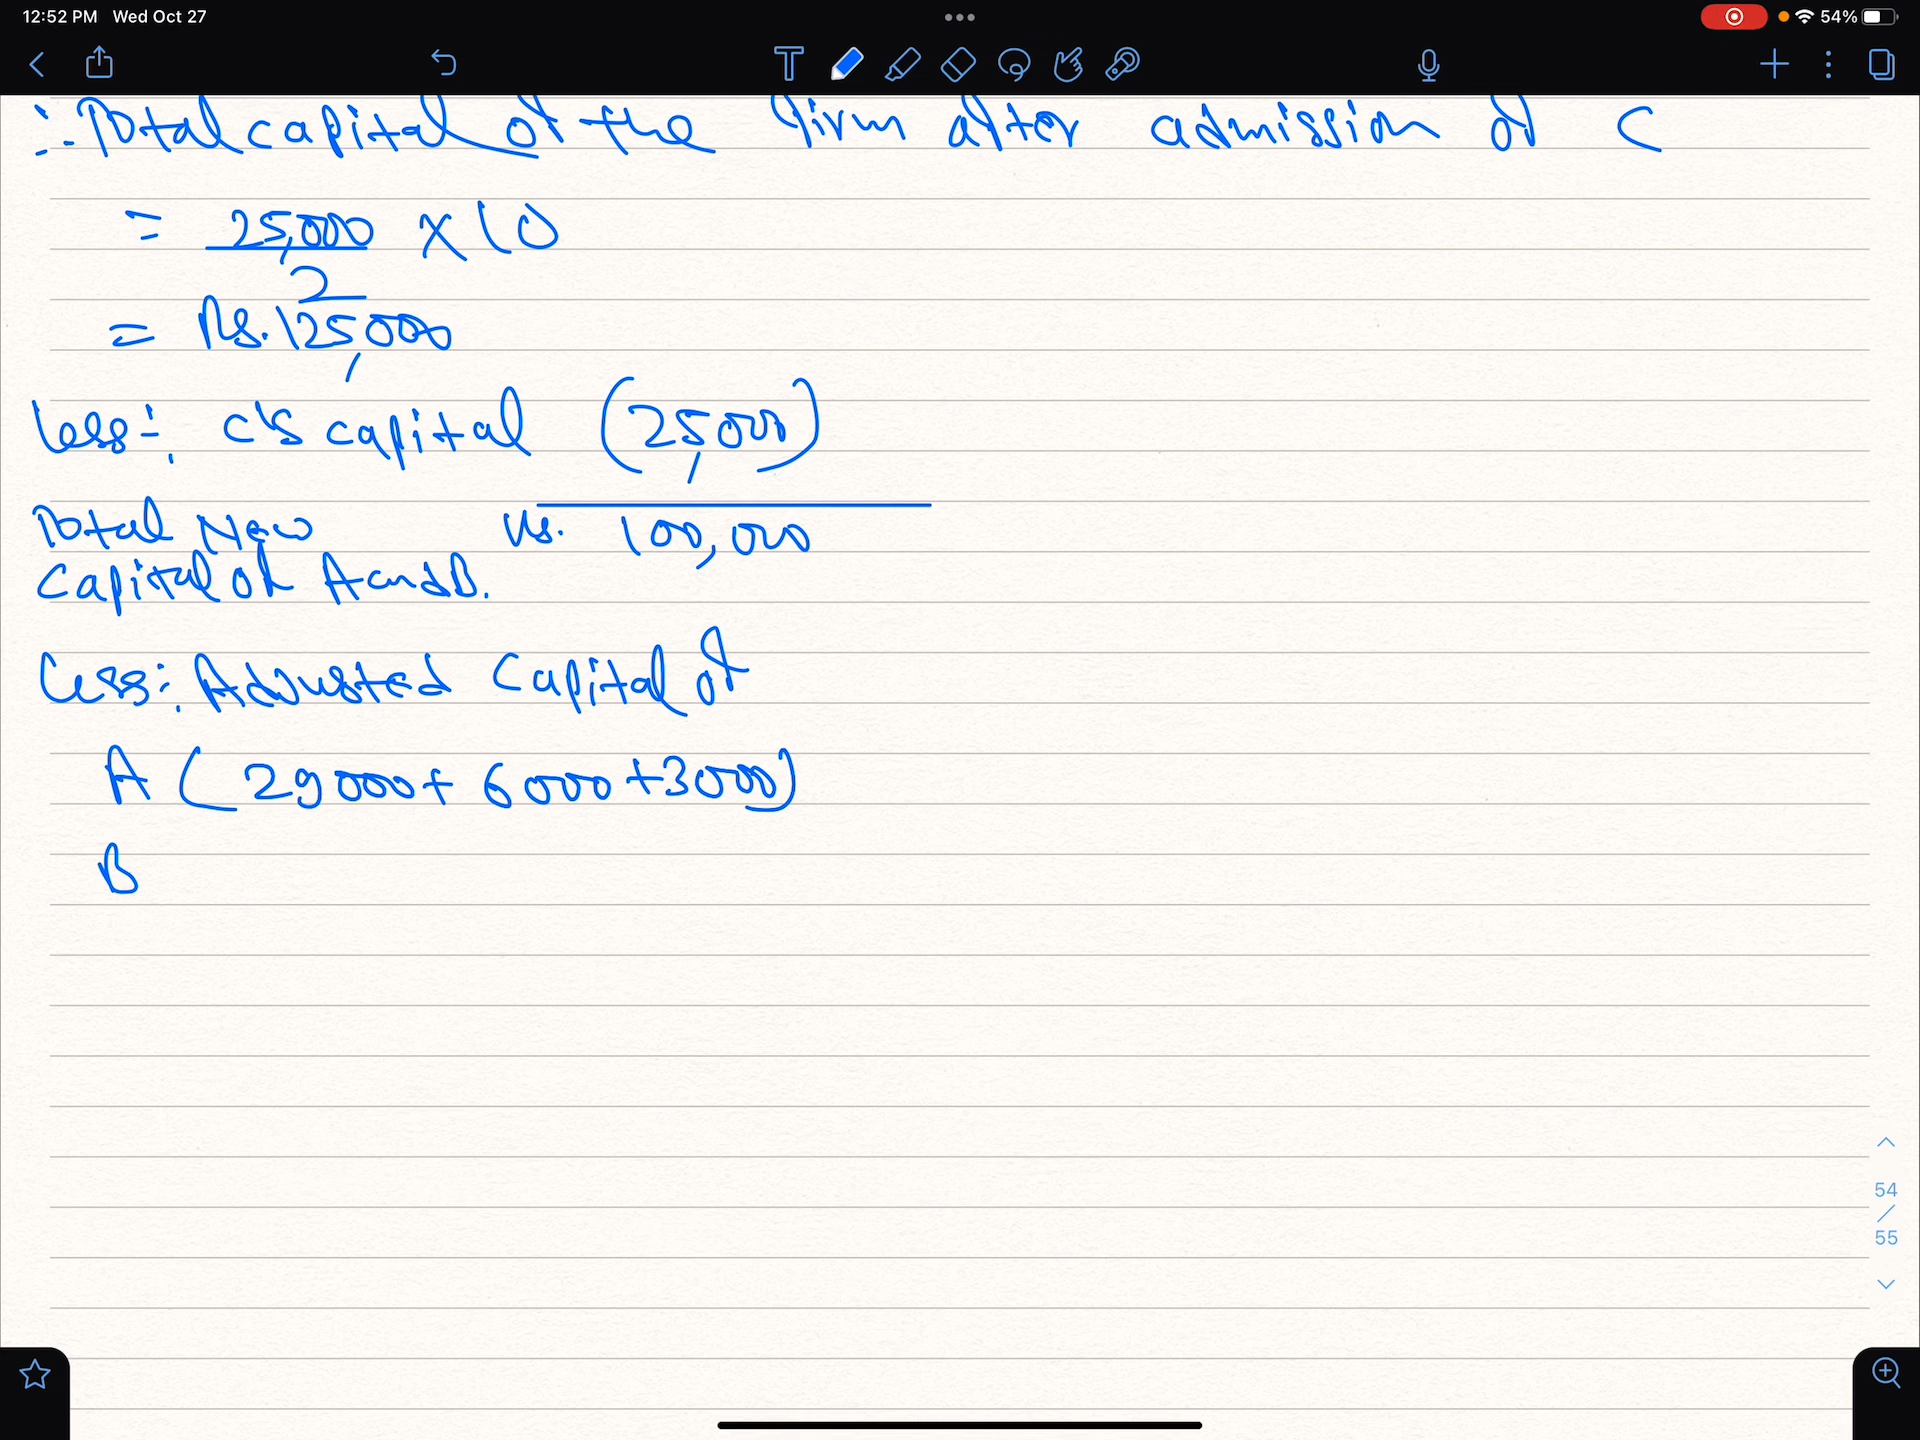 12:52 PM Wed Oct 27
54%
∴ Total capital of the firm after admission of C
= 25,000 × 10
2
= Rs. 125,000
Less: C's capital (25,000)
Total New Rs. 100,000
Capital of A and B.
Less: Adjusted Capital of
A (29000 + 6000 + 3000)
B
54
/
55